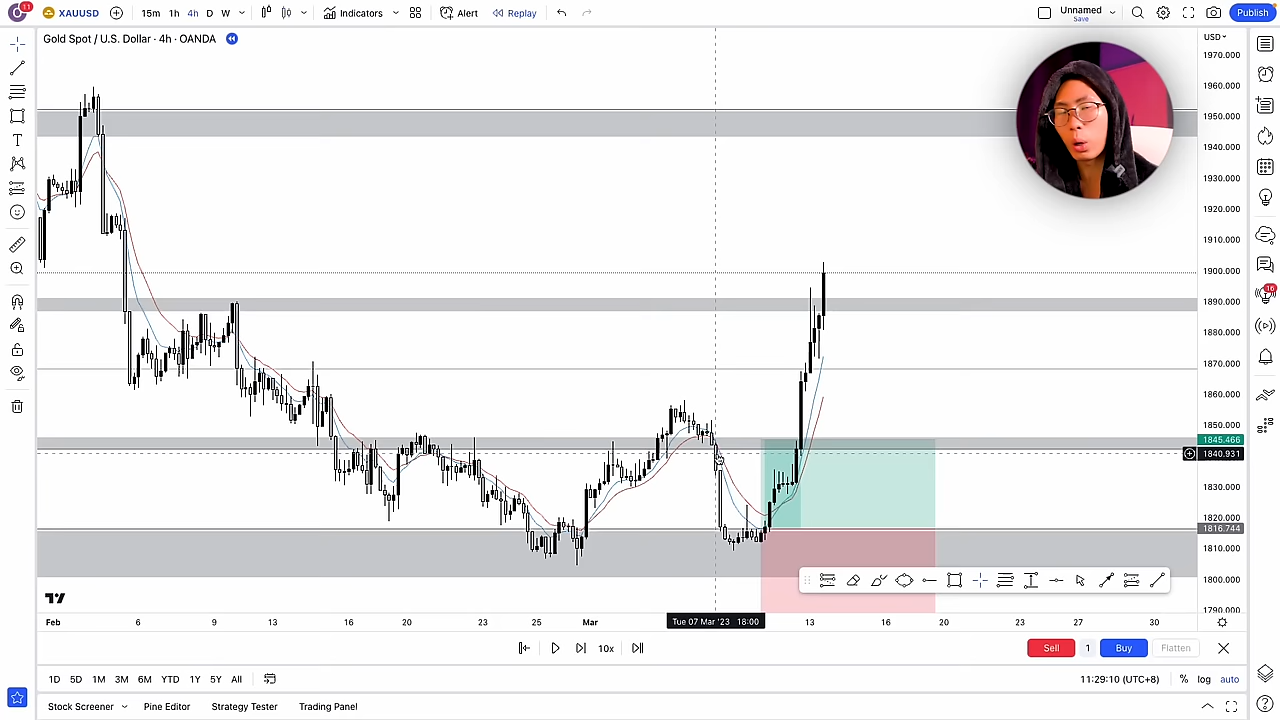 11
XAUUSD
15m 1h 4h D W
Indicators
Alert
Replay
Unnamed
Save
Publish
Gold Spot / U.S. Dollar · 4h · OANDA
USD
1970.000
1960.000
1950.000
1940.000
1930.000
1920.000
1910.000
1900.000
1890.000
1880.000
1870.000
1860.000
1850.000
1845.466
1840.931
1830.000
1820.000
1816.744
1810.000
1800.000
1790.000
16
Feb 6 9 13 16 20 23 25 Mar Tue 07 Mar '23 18:00 13 16 20 23 27 30
10x
Sell 1 Buy Flatten
1D 5D 1M 3M 6M YTD 1Y 5Y All
11:29:10 (UTC+8) % log auto
Stock Screener Pine Editor Strategy Tester Trading Panel